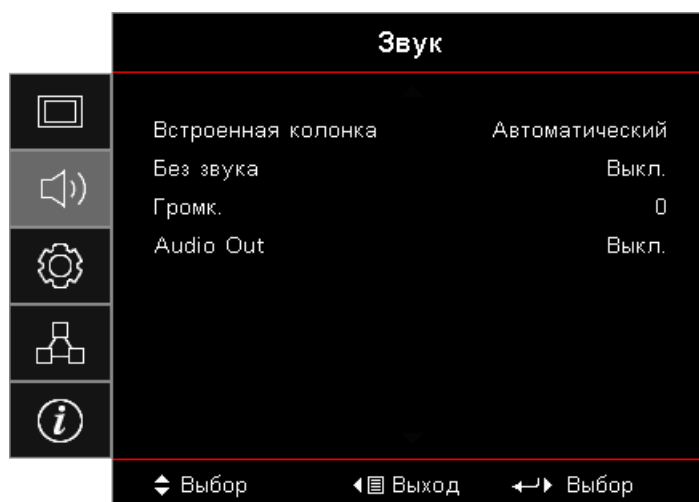 Звук
Встроенная колонка Автоматический
Без звука Выкл.
Громк. 0
Audio Out Выкл.
Выбор Выход Выбор